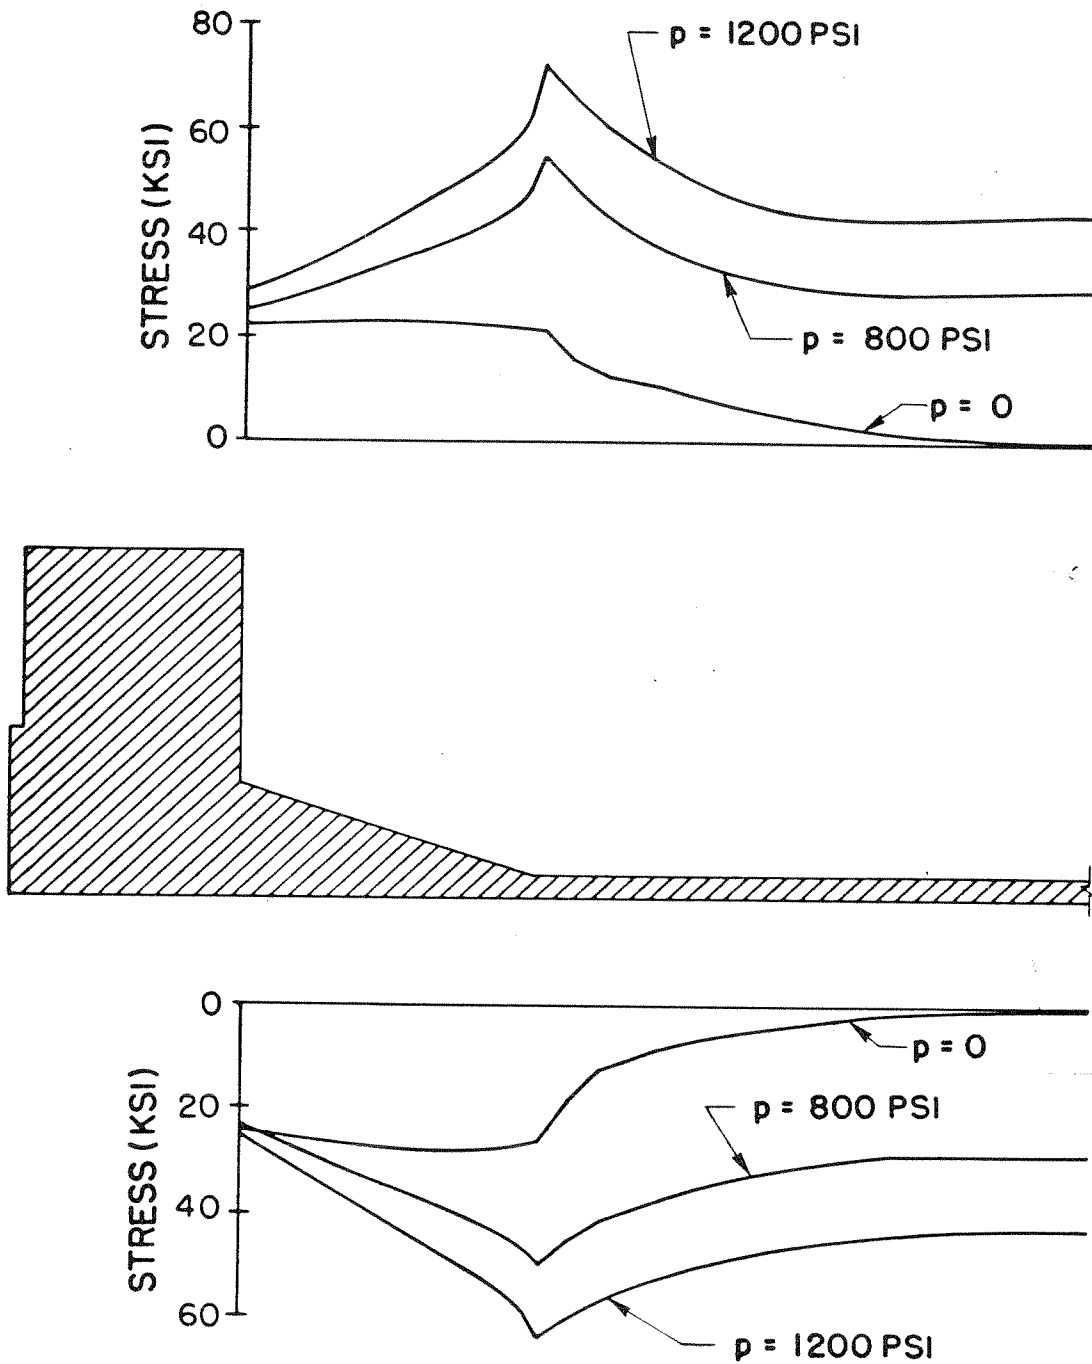 80
p = 1200 PSI
60
STRESS (KSI)
40
20
p = 800 PSI
p = 0
0
0
p = 0
20
p = 800 PSI
STRESS (KSI)
40
60
p = 1200 PSI